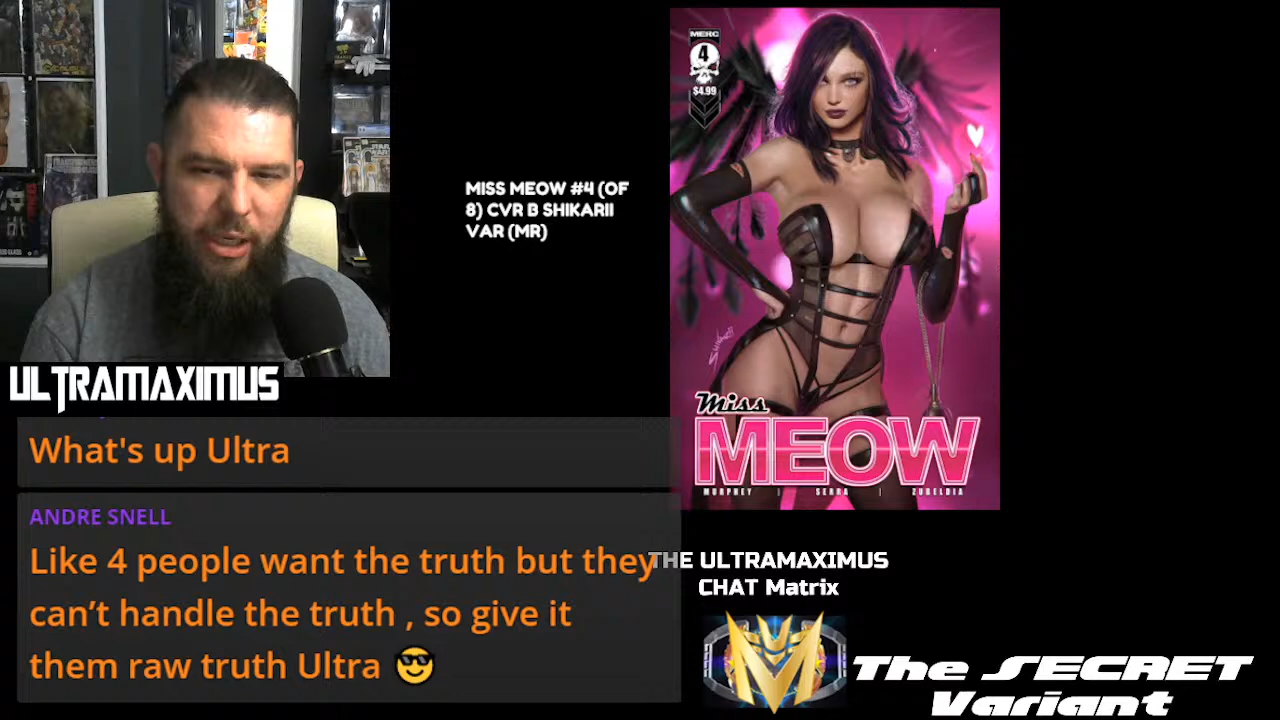 MERC
4
$4.99
MISS MEOW #4 (OF
8) CVR B SHIKARII
VAR (MR)
Shikarii
Miss
MEOW
MURPHEY | SERRA | ZUBELDIA
ULTRAMAXIMUS
What's up Ultra
ANDRE SNELL
Like 4 people want the truth but they
can’t handle the truth , so give it
them raw truth Ultra 😎
THE ULTRAMAXIMUS
CHAT Matrix
The SECRET
Variant